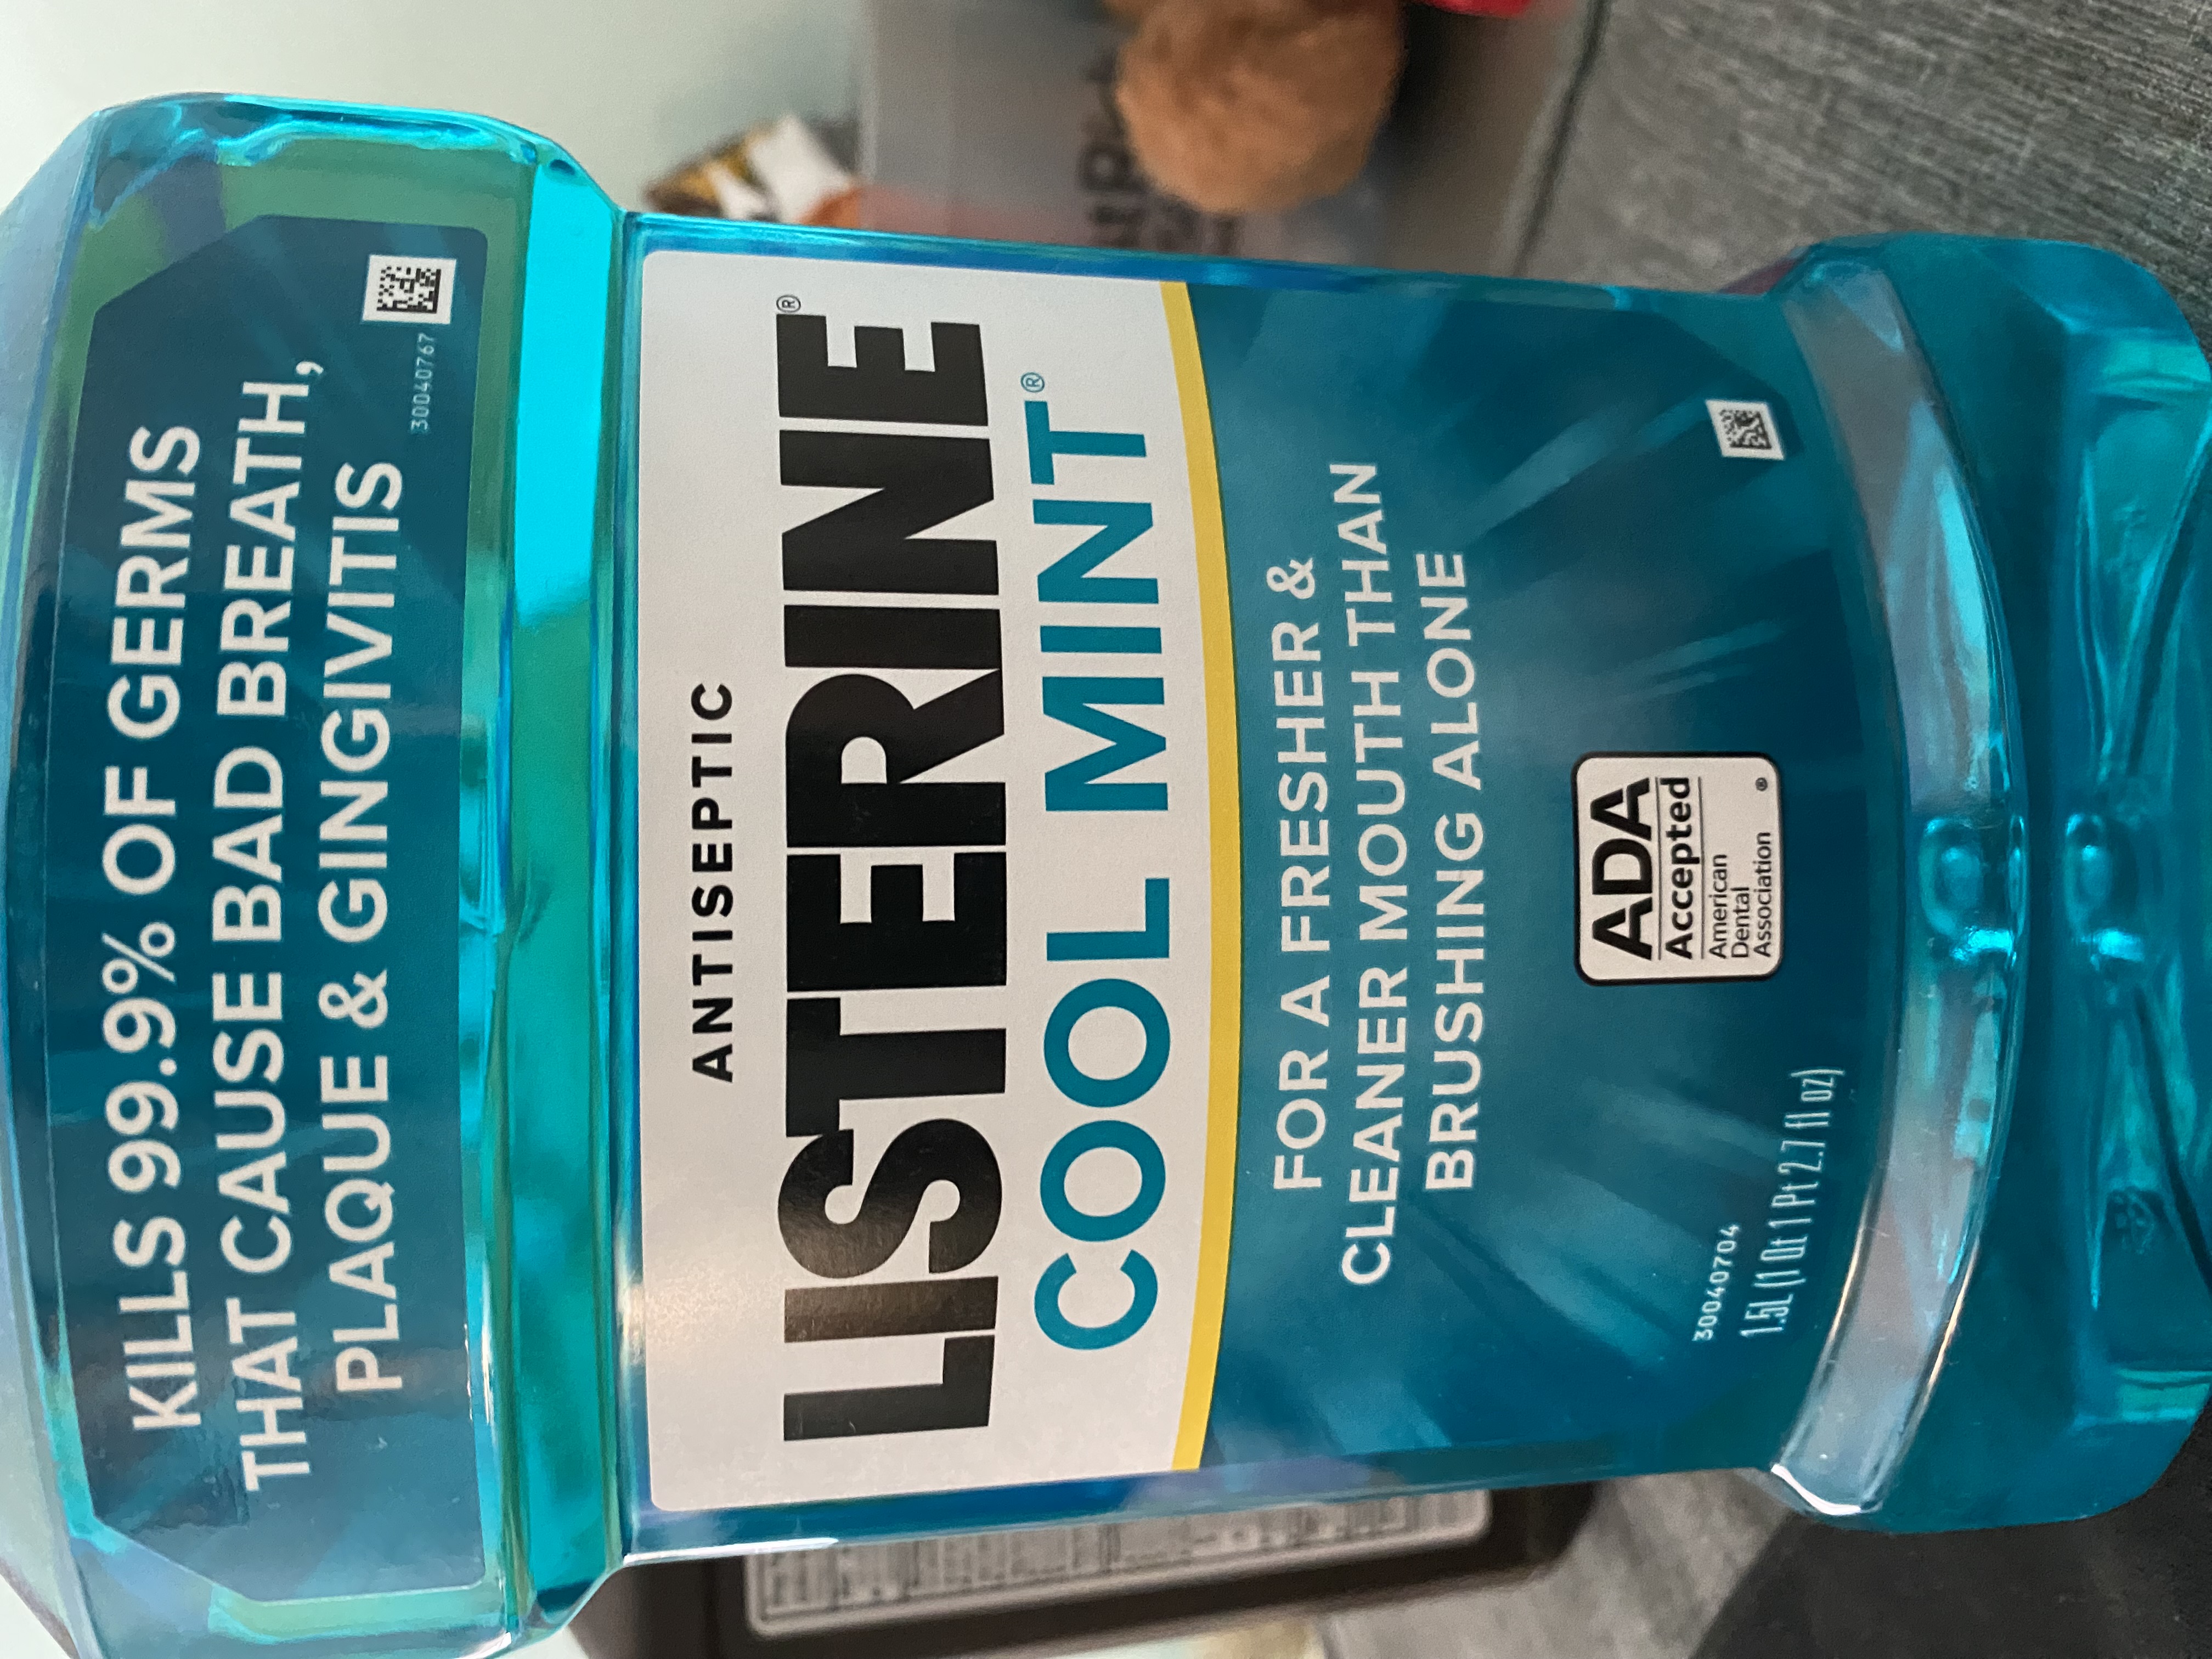 KILLS 99.9% OF GERMS
THAT CAUSE BAD BREATH,
PLAQUE & GINGIVITIS
30040767
ANTISEPTIC
LISTERINE®
COOL MINT®
FOR A FRESHER &
CLEANER MOUTH THAN
BRUSHING ALONE
ADA
Accepted
American
Dental
Association ®
30040704
1.5L (1 Qt 1 Pt 2.7 fl oz)